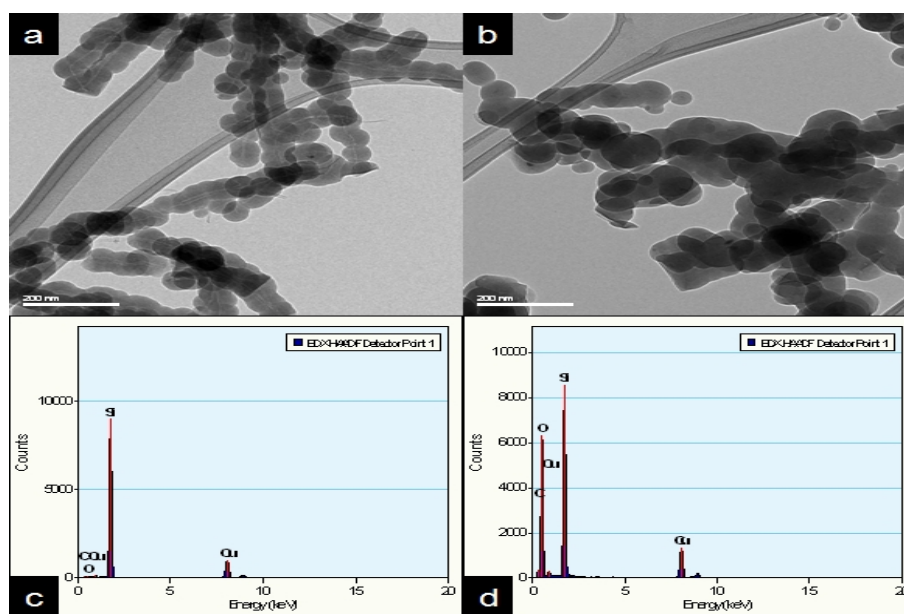 a
b
200 nm
200 nm
EDX HAADF Detector Point 1
EDX HAADF Detector Point 1
Counts
10000
5000
0
Si
C Cu
O
Cu
0
5
10
15
20
Energy (keV)
c
Counts
10000
8000
6000
4000
2000
0
Si
O
Cu
C
Cu
0
5
10
15
20
Energy (keV)
d